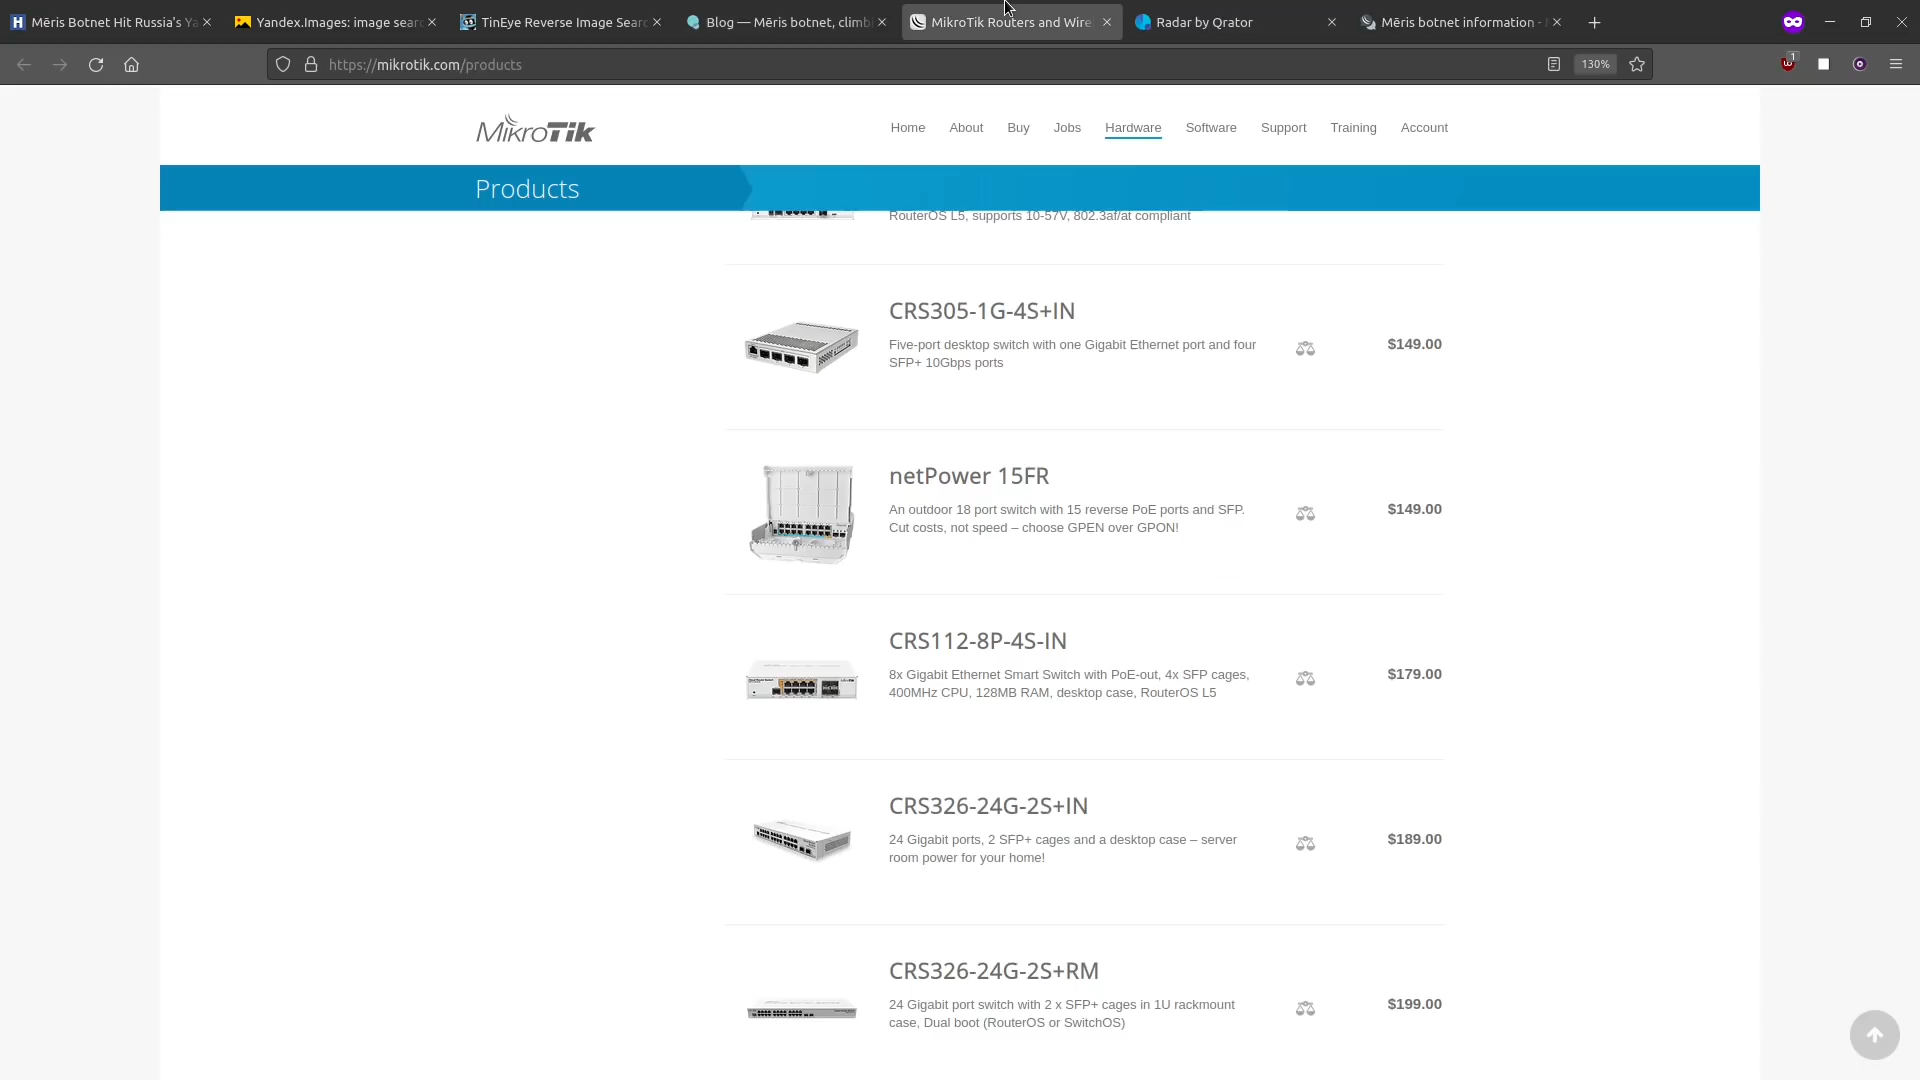 Mēris Botnet Hit Russia's Ya
Yandex.Images: image searc
TinEye Reverse Image Searc
Blog — Mēris botnet, climbi
MikroTik Routers and Wire
Radar by Qrator
Mēris botnet information -
https://mikrotik.com/products
130%
1
MikroTik
Home About Buy Jobs Hardware Software Support Training Account
Products
RouterOS L5, supports 10-57V, 802.3af/at compliant
CRS305-1G-4S+IN
Five-port desktop switch with one Gigabit Ethernet port and four
SFP+ 10Gbps ports
$149.00
netPower 15FR
An outdoor 18 port switch with 15 reverse PoE ports and SFP.
Cut costs, not speed – choose GPEN over GPON!
$149.00
CRS112-8P-4S-IN
8x Gigabit Ethernet Smart Switch with PoE-out, 4x SFP cages,
400MHz CPU, 128MB RAM, desktop case, RouterOS L5
$179.00
CRS326-24G-2S+IN
24 Gigabit ports, 2 SFP+ cages and a desktop case – server
room power for your home!
$189.00
CRS326-24G-2S+RM
24 Gigabit port switch with 2 x SFP+ cages in 1U rackmount
case, Dual boot (RouterOS or SwitchOS)
$199.00